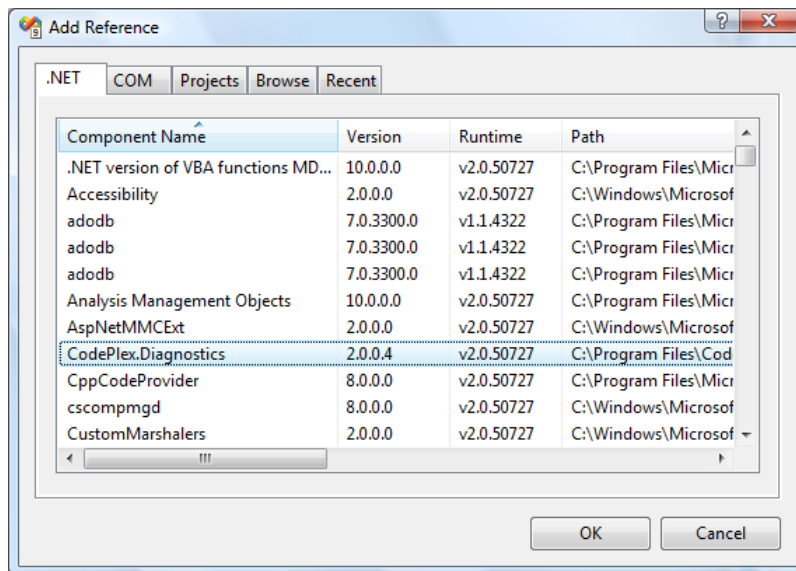 Add Reference
.NET COM Projects Browse Recent
Component Name Version Runtime Path
.NET version of VBA functions MD... 10.0.0.0 v2.0.50727 C:\Program Files\Micr
Accessibility 2.0.0.0 v2.0.50727 C:\Windows\Microsof
adodb 7.0.3300.0 v1.1.4322 C:\Program Files\Micr
adodb 7.0.3300.0 v1.1.4322 C:\Program Files\Micr
adodb 7.0.3300.0 v1.1.4322 C:\Program Files\Micr
Analysis Management Objects 10.0.0.0 v2.0.50727 C:\Program Files\Micr
AspNetMMCExt 2.0.0.0 v2.0.50727 C:\Windows\Microsof
CodePlex.Diagnostics 2.0.0.4 v2.0.50727 C:\Program Files\Cod
CppCodeProvider 8.0.0.0 v2.0.50727 C:\Program Files\Micr
cscompmgd 8.0.0.0 v2.0.50727 C:\Windows\Microsof
CustomMarshalers 2.0.0.0 v2.0.50727 C:\Windows\Microsof
OK Cancel